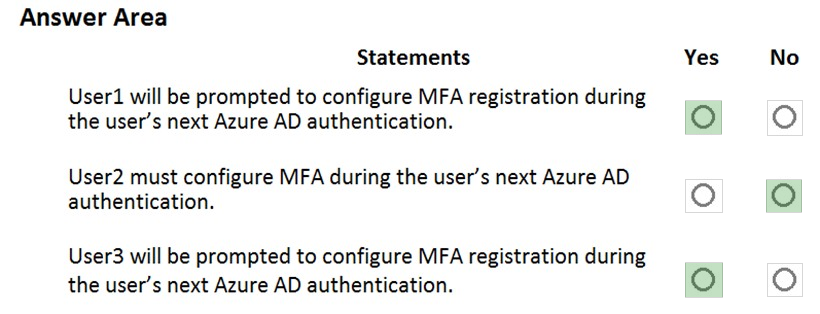 Answer Area
Statements Yes No
User1 will be prompted to configure MFA registration during
the user's next Azure AD authentication.
User2 must configure MFA during the user's next Azure AD
authentication.
User3 will be prompted to configure MFA registration during
the user's next Azure AD authentication.